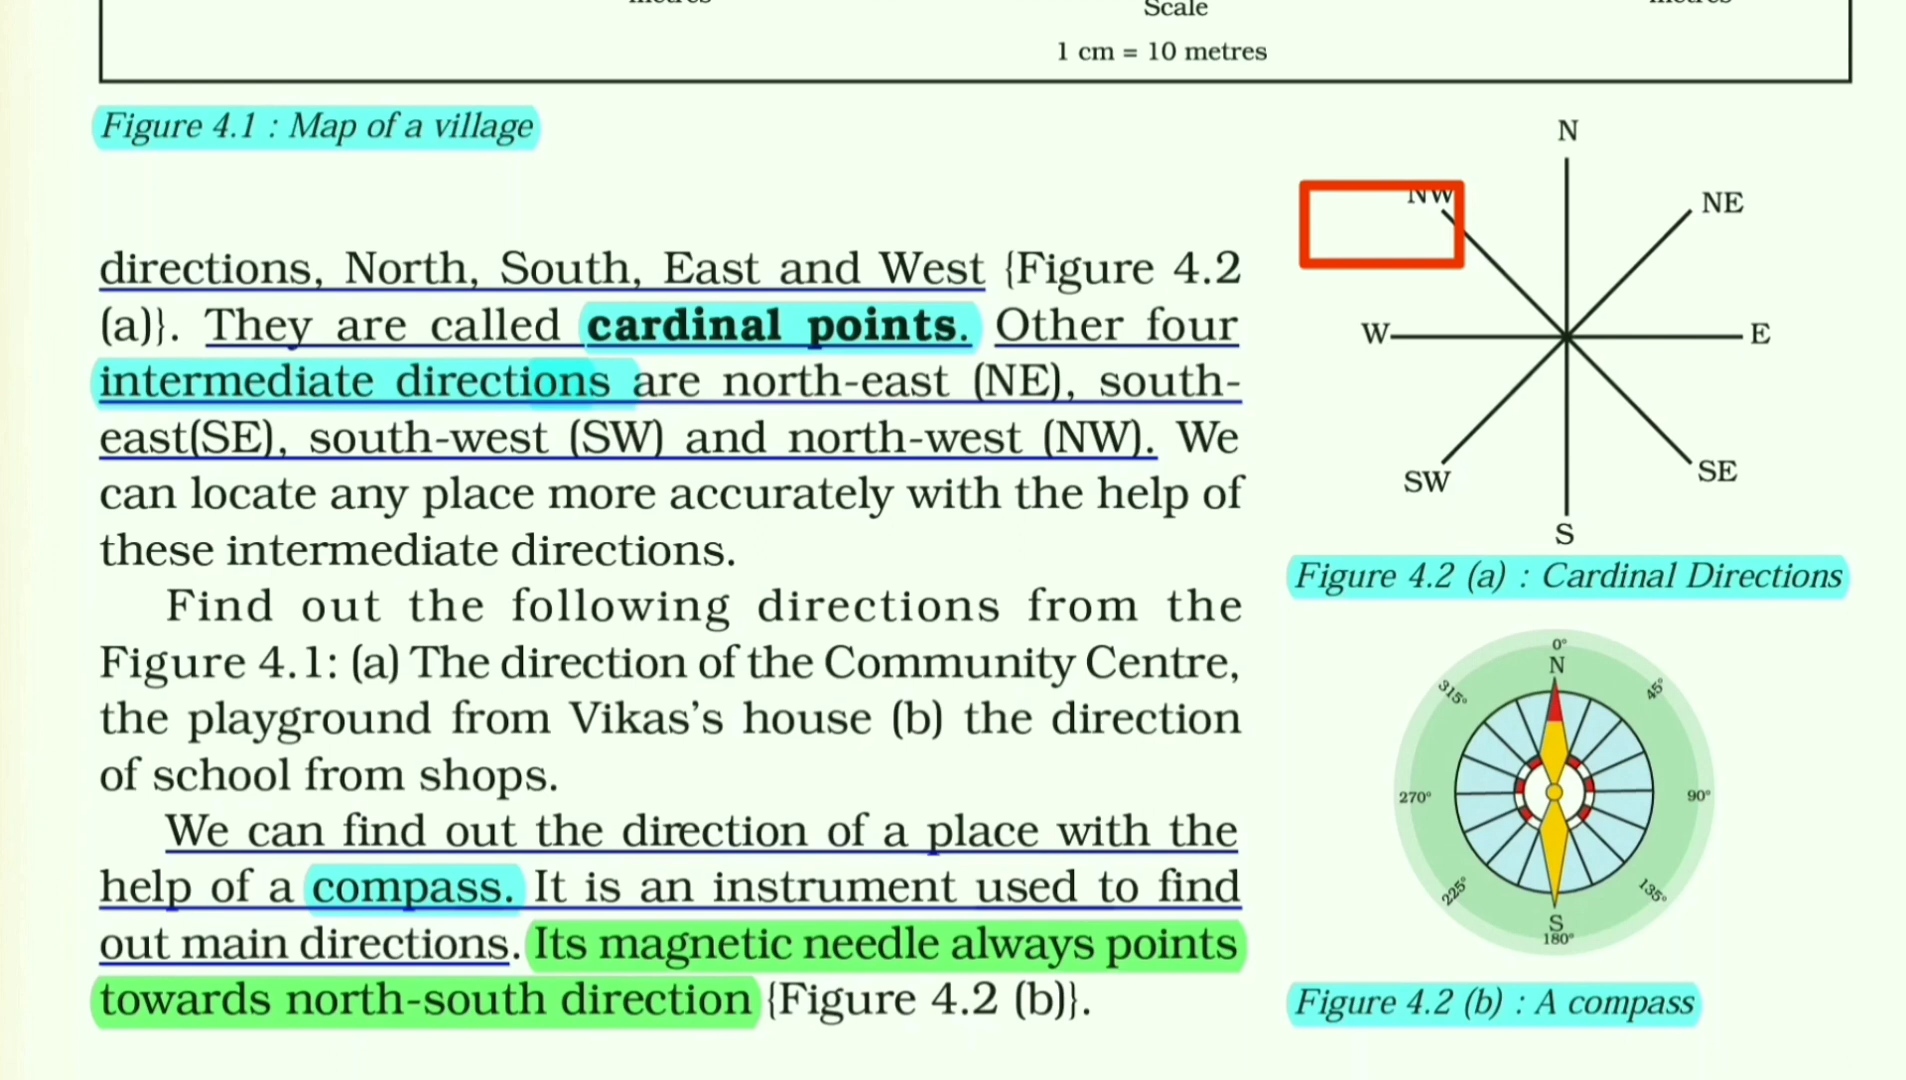 Scale
1 cm = 10 metres
Figure 4.1 : Map of a village
directions, North, South, East and West {Figure 4.2
(a)}. They are called cardinal points. Other four
intermediate directions are north-east (NE), south-
east(SE), south-west (SW) and north-west (NW). We
can locate any place more accurately with the help of
these intermediate directions.
Find out the following directions from the
Figure 4.1: (a) The direction of the Community Centre,
the playground from Vikas's house (b) the direction
of school from shops.
We can find out the direction of a place with the
help of a compass. It is an instrument used to find
out main directions. Its magnetic needle always points
towards north-south direction {Figure 4.2 (b)}.
N
NW
NE
W
E
SW
SE
S
Figure 4.2 (a) : Cardinal Directions
0°
N
315°
45°
270°
90°
225°
135°
S
180°
Figure 4.2 (b) : A compass